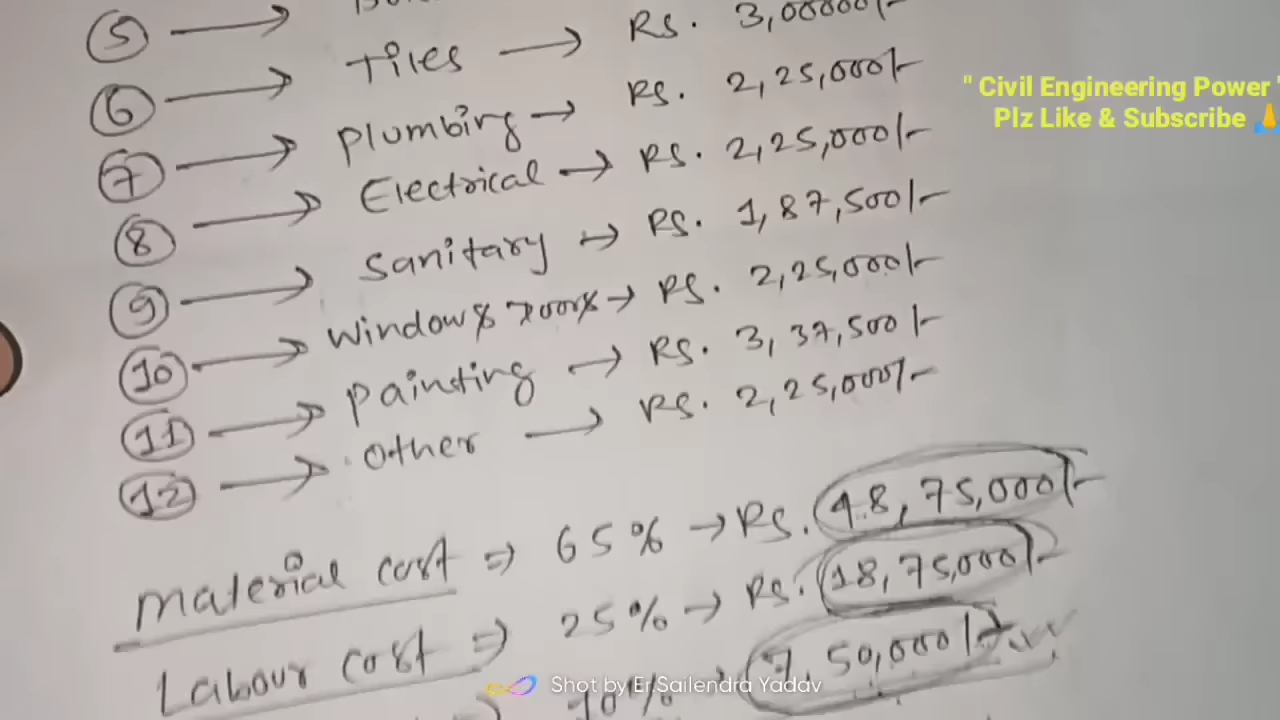 5 →
6 → Tiles → Rs. 3,00000/-
7 → Plumbing → Rs. 2,25,000/-
8 → Electrical → Rs. 2,25,000/-
9 → Sanitary → Rs. 1,87,500/-
10 → Window & → Rs. 2,25,000/-
11 → Painting → Rs. 3,37,500/-
12 → Other → Rs. 2,25,000/-
Material cost ⇒ 65% → Rs. 48,75,000/-
Labour cost ⇒ 25% → Rs. 18,75,000/-
10% → 7,50,000/-
" Civil Engineering Power "
Plz Like & Subscribe 🙏
Shot by Er.Sailendra Yadav